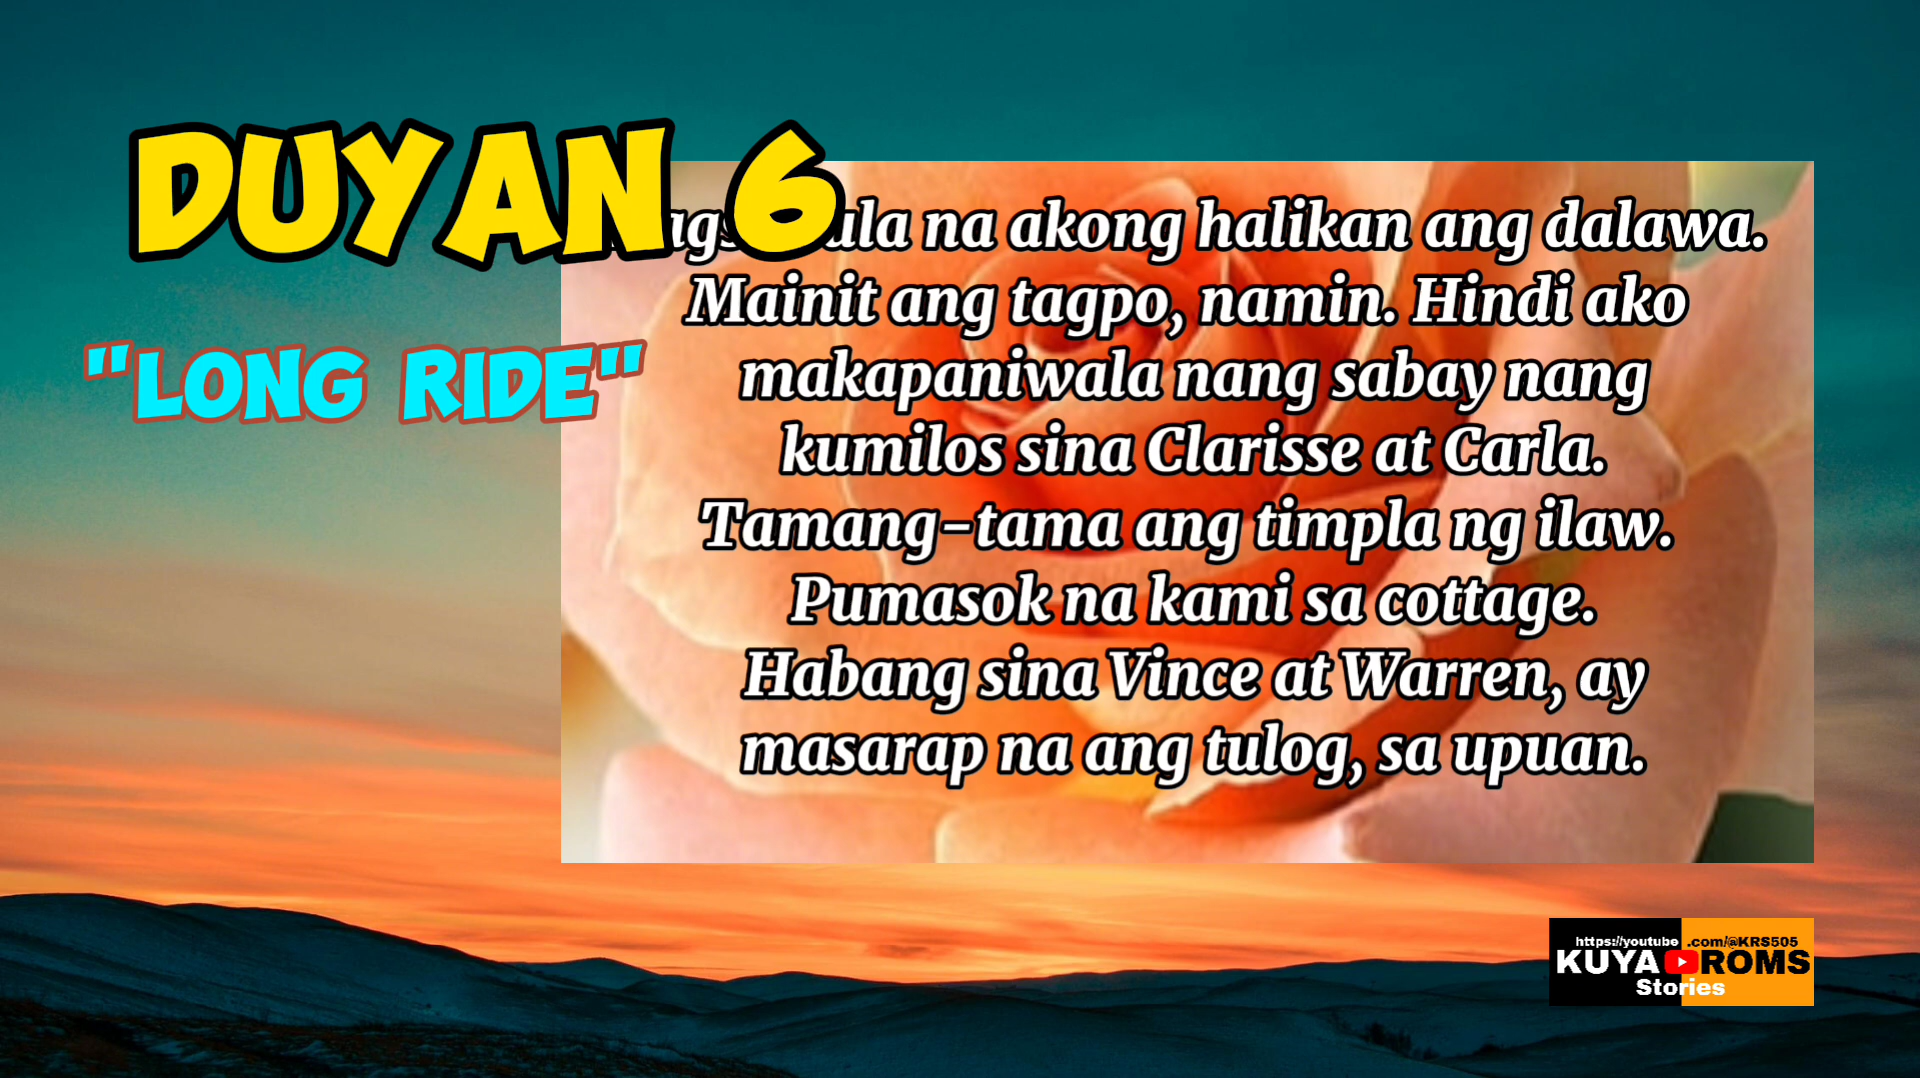 DUYAN 6
"LONG RIDE"
na akong halikan ang dalawa.
Mainit ang tagpo, namin. Hindi ako
makapaniwala nang sabay nang
kumilos sina Clarisse at Carla.
Tamang-tama ang timpla ng ilaw.
Pumasok na kami sa cottage.
Habang sina Vince at Warren, ay
masarap na ang tulog, sa upuan.
https://youtube.com/@KRS505
KUYA ROMS
Stories